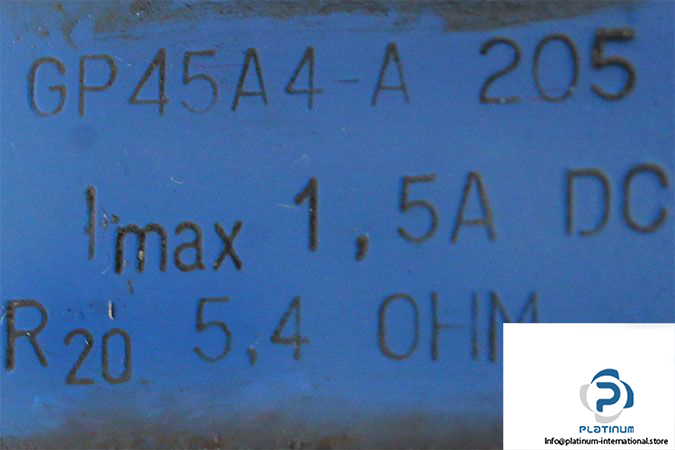 GP45A4-A 205
Imax 1,5A DC
R20 5,4 OHM
PLATINUM
Info@platinum-international.store